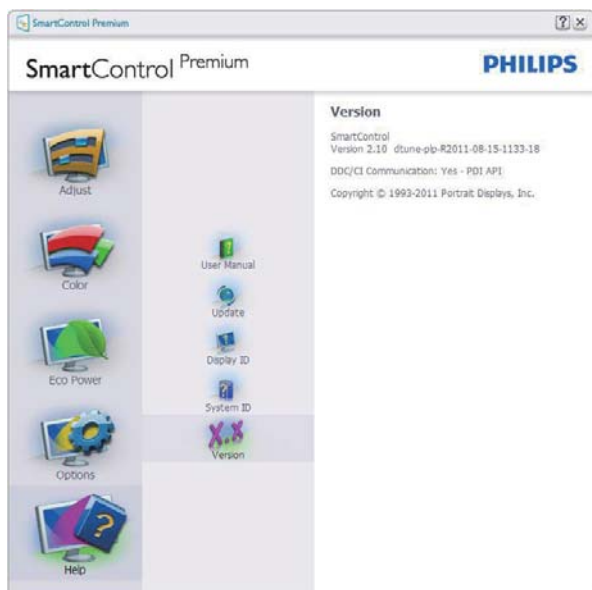 SmartControl Premium
SmartControl Premium
PHILIPS
Adjust
Color
Eco Power
Options
Help
User Manual
Update
Display ID
System ID
X.X
Version
Version
SmartControl
Version 2.10 dtune-plp-R2011-08-15-1133-18
DDC/CI Communication: Yes - PDI API
Copyright © 1993-2011 Portrait Displays, Inc.